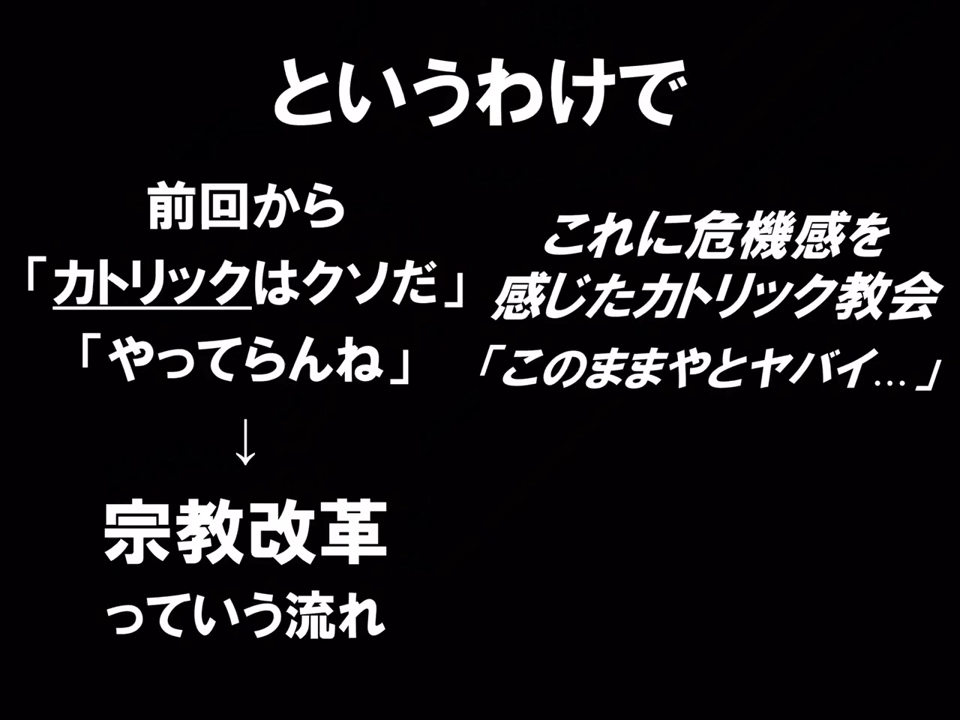 というわけで
前回から
「カトリックはクソだ」
「やってらんね」
↓
宗教改革
っていう流れ
これに危機感を
感じたカトリック教会
「このままやとヤバイ…」